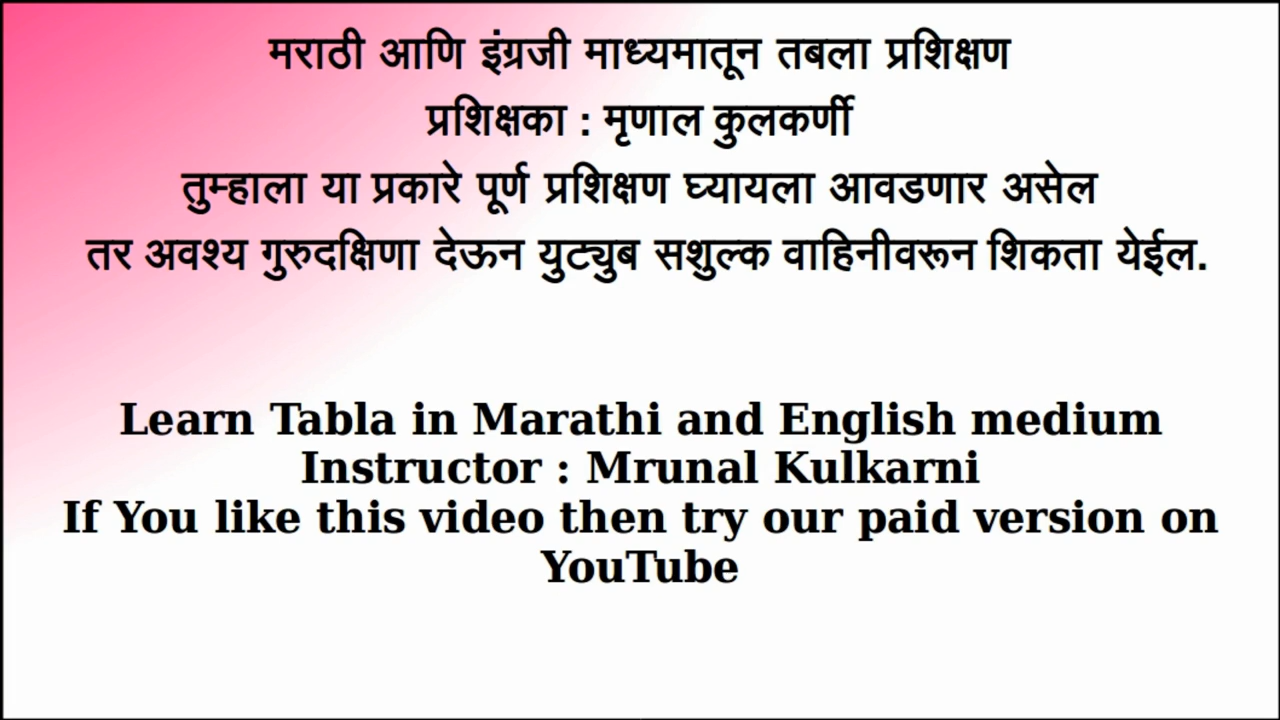 मराठी आणि इंग्रजी माध्यमातून तबला प्रशिक्षण
प्रशिक्षका : मृणाल कुलकर्णी
तुम्हाला या प्रकारे पूर्ण प्रशिक्षण घ्यायला आवडणार असेल
तर अवश्य गुरुदक्षिणा देऊन युट्युब सशुल्क वाहिनीवरून शिकता येईल.
Learn Tabla in Marathi and English medium
Instructor : Mrunal Kulkarni
If You like this video then try our paid version on
YouTube